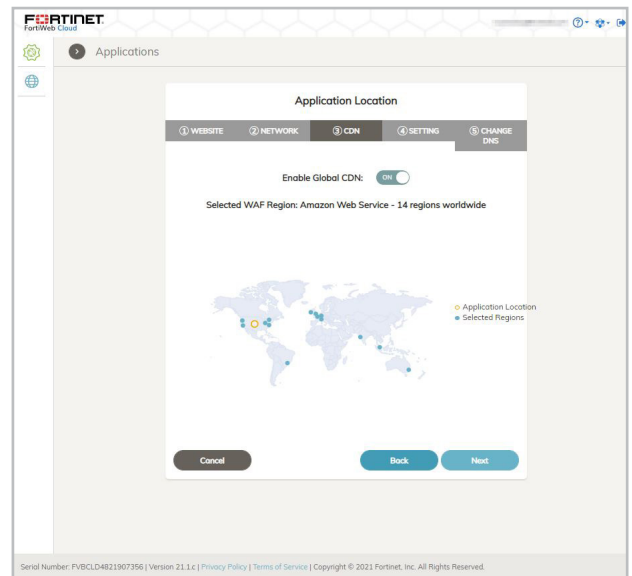 FORTINET
FortiWeb Cloud
Applications
Application Location
1 WEBSITE
2 NETWORK
3 CDN
4 SETTING
5 CHANGE
DNS
Enable Global CDN: ON
Selected WAF Region: Amazon Web Service - 14 regions worldwide
Application Location
Selected Regions
Cancel
Back
Next
Serial Number: FVBCLD4821907356 | Version 21.1.c | Privacy Policy | Terms of Service | Copyright © 2021 Fortinet, Inc. All Rights Reserved.